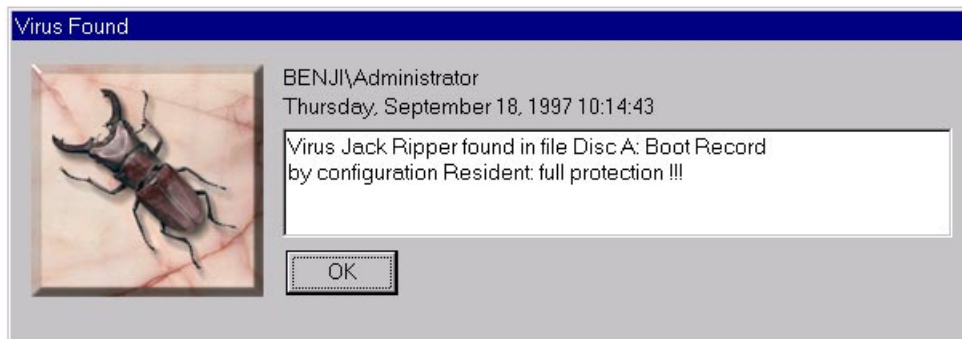 Virus Found
BENJI\Administrator
Thursday, September 18, 1997 10:14:43
Virus Jack Ripper found in file Disc A: Boot Record
by configuration Resident: full protection !!!
OK